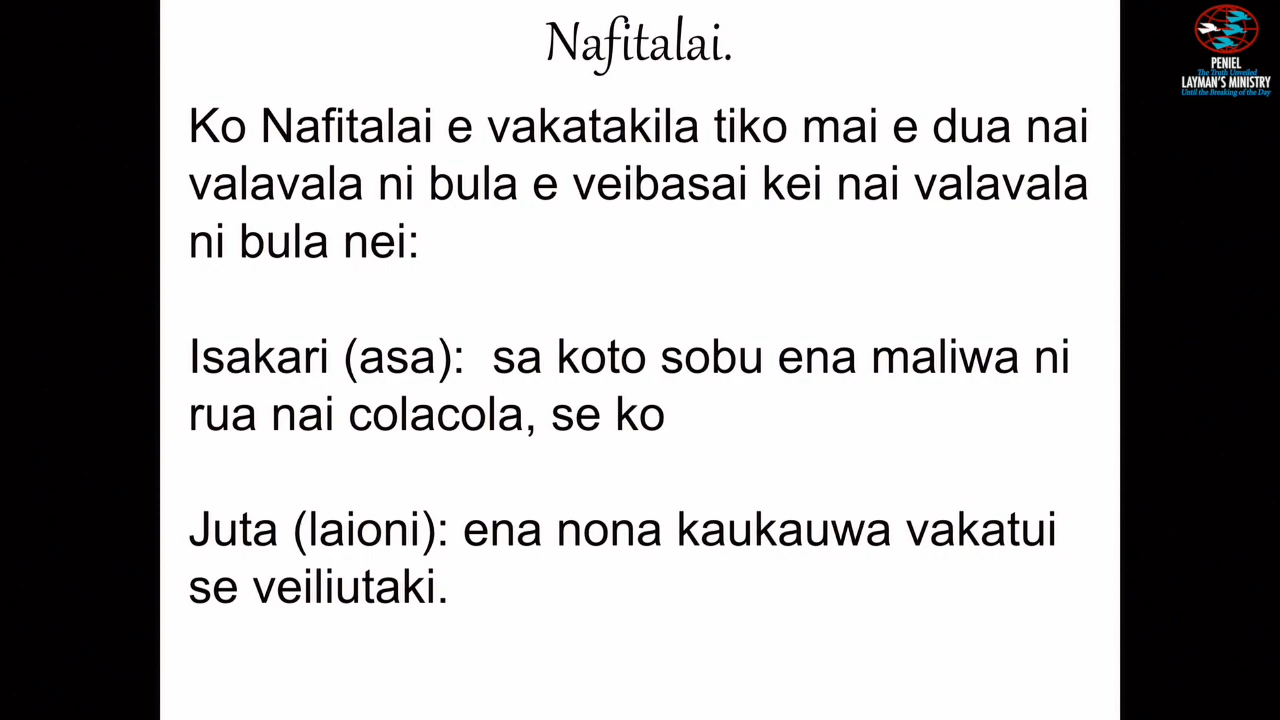 Nafitalai.
PENIEL
The Truth Unveiled
LAYMAN'S MINISTRY
Until the Breaking of the Day
Ko Nafitalai e vakatakila tiko mai e dua nai
valavala ni bula e veibasai kei nai valavala
ni bula nei:
Isakari (asa):  sa koto sobu ena maliwa ni
rua nai colacola, se ko
Juta (laioni): ena nona kaukauwa vakatui
se veiliutaki.